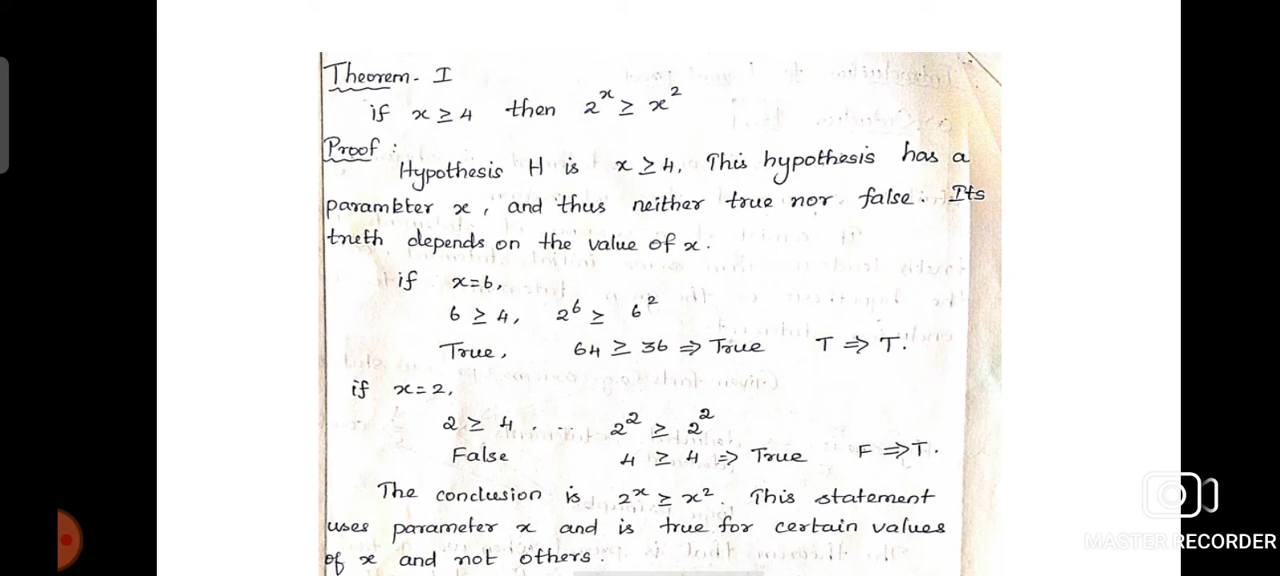 Theorem - I
if x ≥ 4 then 2^x ≥ x^2
Proof :
Hypothesis H is x ≥ 4. This hypothesis has a
parameter x, and thus neither true nor false. Its
truth depends on the value of x.
if x=6,
6 ≥ 4, 2^6 ≥ 6^2
True, 64 ≥ 36 ⇒ True T ⇒ T.
if x=2,
2 ≥ 4, 2^2 ≥ 2^2
False 4 ≥ 4 ⇒ True F ⇒ T.
The conclusion is 2^x ≥ x^2. This statement
uses parameter x and is true for certain values
of x and not others.
MASTER RECORDER